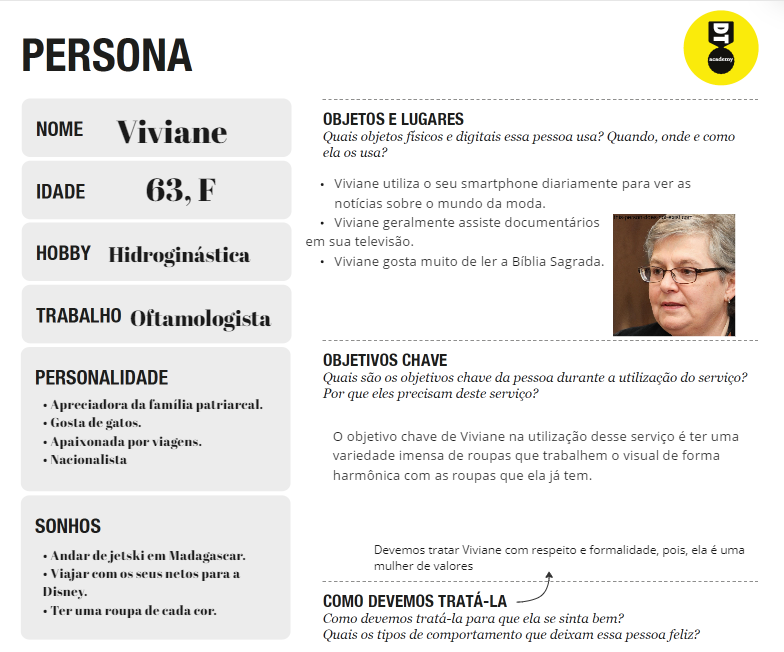 PERSONA
DT
academy
NOME Viviane
IDADE 63, F
HOBBY Hidroginástica
TRABALHO Oftamologista
PERSONALIDADE
• Apreciadora da família patriarcal.
• Gosta de gatos.
• Apaixonada por viagens.
• Nacionalista
SONHOS
• Andar de jetski em Madagascar.
• Viajar com os seus netos para a
Disney.
• Ter uma roupa de cada cor.
OBJETOS E LUGARES
Quais objetos físicos e digitais essa pessoa usa? Quando, onde e como
ela os usa?
• Viviane utiliza o seu smartphone diariamente para ver as
notícias sobre o mundo da moda.
• Viviane geralmente assiste documentários
em sua televisão.
• Viviane gosta muito de ler a Bíblia Sagrada.
OBJETIVOS CHAVE
Quais são os objetivos chave da pessoa durante a utilização do serviço?
Por que eles precisam deste serviço?
O objetivo chave de Viviane na utilização desse serviço é ter uma
variedade imensa de roupas que trabalhem o visual de forma
harmônica com as roupas que ela já tem.
Devemos tratar Viviane com respeito e formalidade, pois, ela é uma
mulher de valores
COMO DEVEMOS TRATÁ-LA
Como devemos tratá-la para que ela se sinta bem?
Quais os tipos de comportamento que deixam essa pessoa feliz?